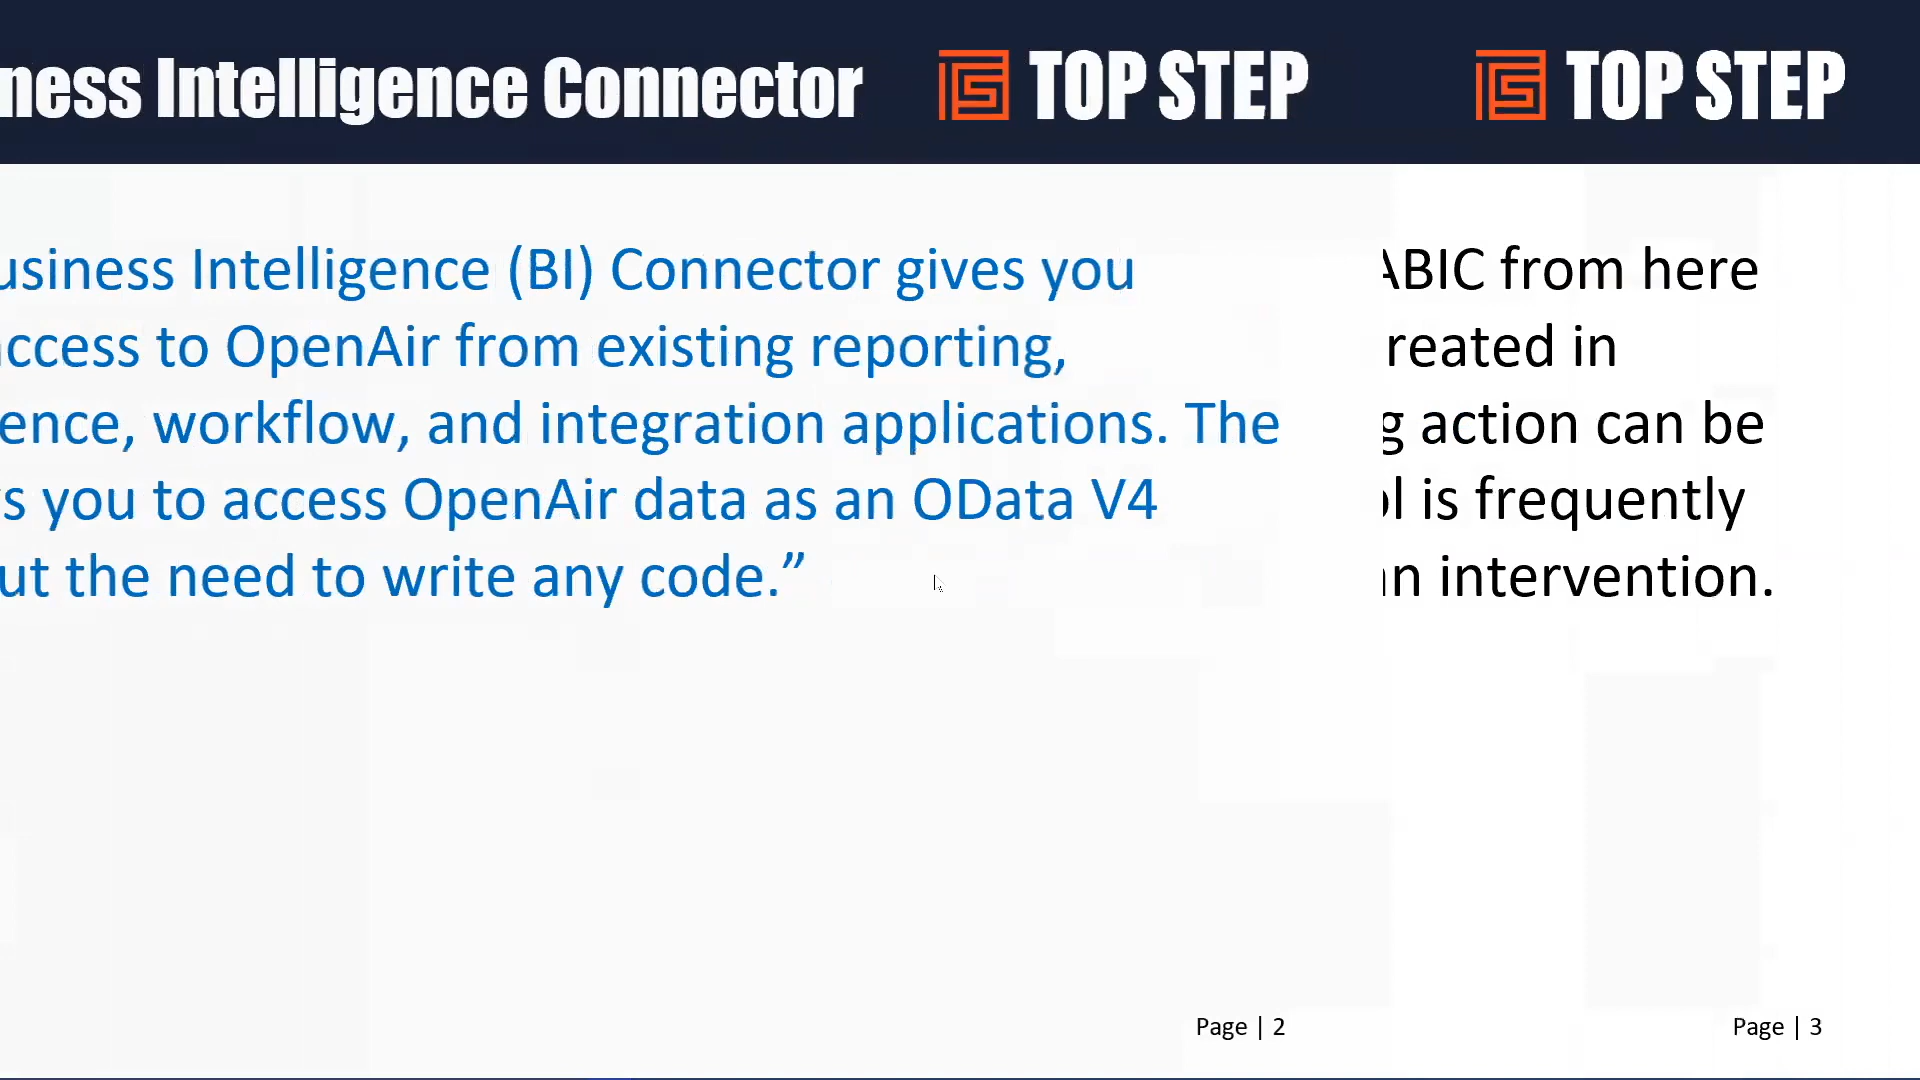 ness Intelligence Connector
TOP STEP
TOP STEP
usiness Intelligence (BI) Connector gives you
access to OpenAir from existing reporting,
ence, workflow, and integration applications. The
s you to access OpenAir data as an OData V4
ut the need to write any code.”
ABIC from here
reated in
g action can be
l is frequently
n intervention.
Page | 2
Page | 3